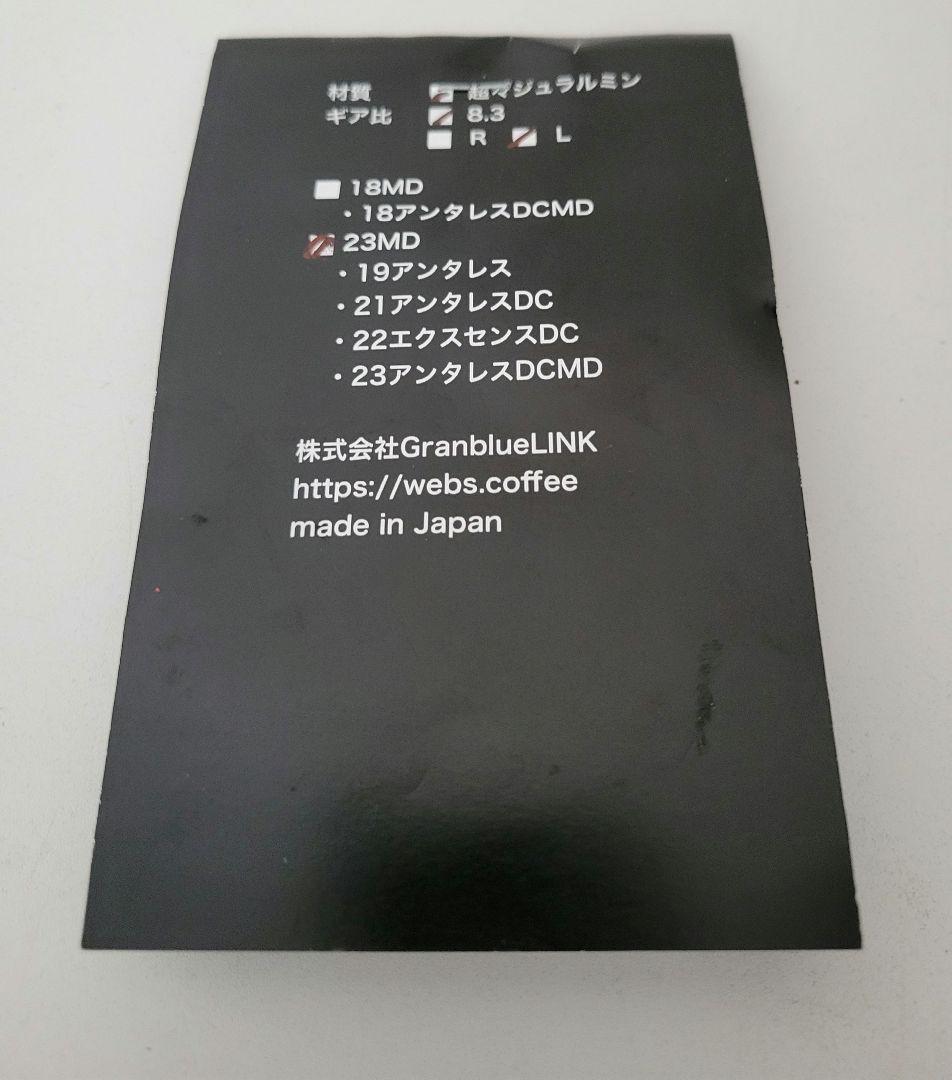 材質 超々ジュラルミン
ギア比 8.3
R L
18MD
・18アンタレスDCMD
23MD
・19アンタレス
・21アンタレスDC
・22エクスセンスDC
・23アンタレスDCMD
株式会社GranblueLINK
https://webs.coffee
made in Japan